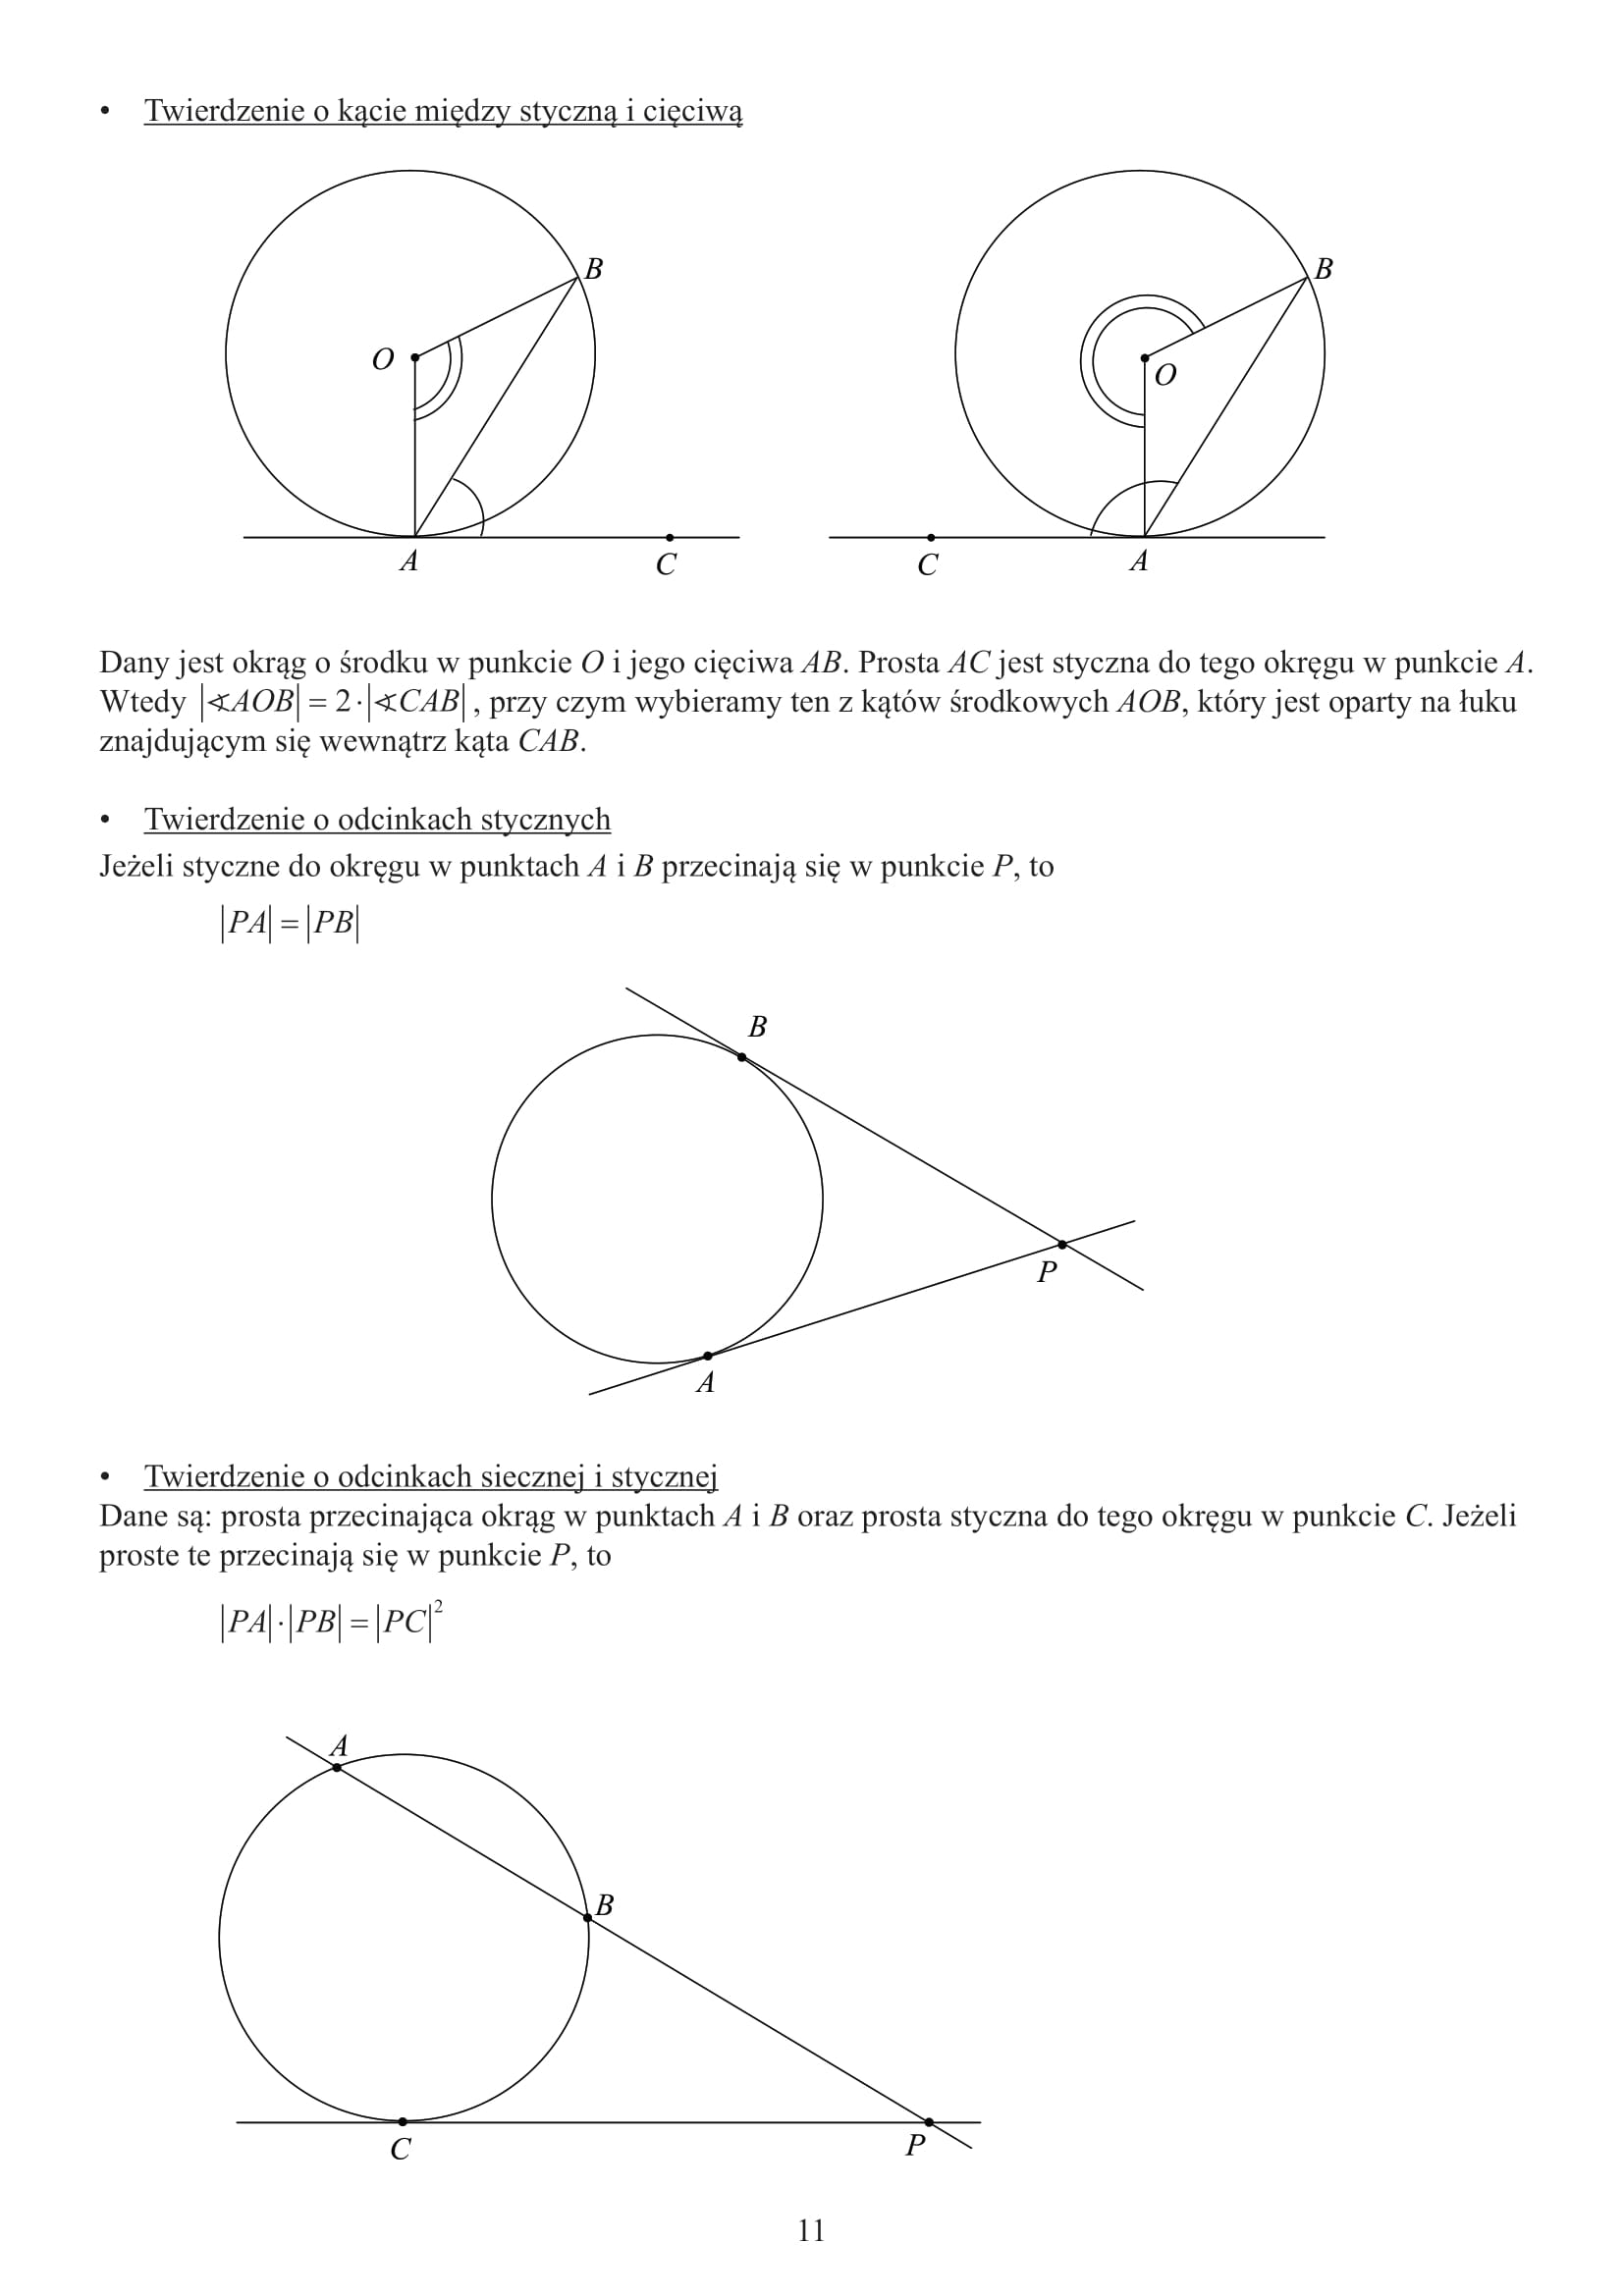 • Twierdzenie o kącie między styczną i cięciwą
B
O
A
C
B
O
C
A
Dany jest okrąg o środku w punkcie O i jego cięciwa AB. Prosta AC jest styczna do tego okręgu w punkcie A.
Wtedy |∢AOB| = 2·|∢CAB|, przy czym wybieramy ten z kątów środkowych AOB, który jest oparty na łuku
znajdującym się wewnątrz kąta CAB.
• Twierdzenie o odcinkach stycznych
Jeżeli styczne do okręgu w punktach A i B przecinają się w punkcie P, to
|PA| = |PB|
B
P
A
• Twierdzenie o odcinkach siecznej i stycznej
Dane są: prosta przecinająca okrąg w punktach A i B oraz prosta styczna do tego okręgu w punkcie C. Jeżeli
proste te przecinają się w punkcie P, to
|PA|·|PB| = |PC|²
A
B
C
P
11